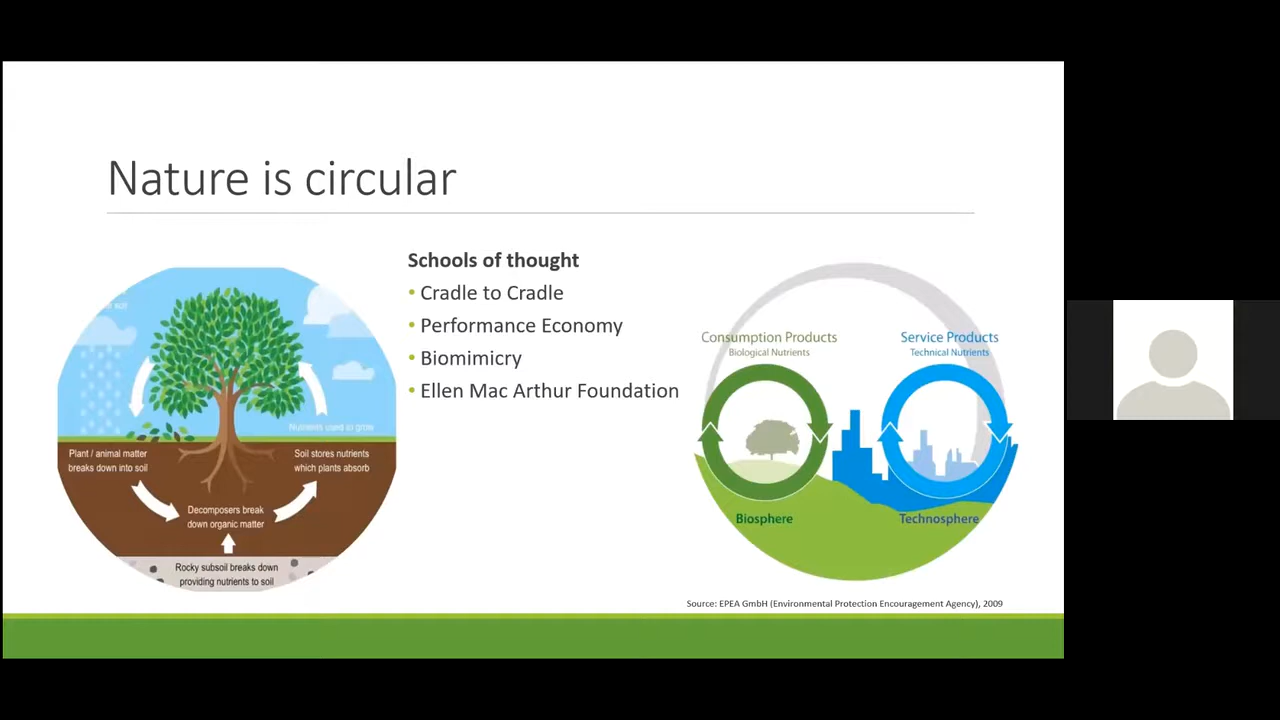 Nature is circular
Schools of thought
• Cradle to Cradle
• Performance Economy
• Biomimicry
• Ellen Mac Arthur Foundation
Nutrients used to grow
Plant / animal matter
breaks down into soil
Soil stores nutrients
which plants absorb
Decomposers break
down organic matter
Rocky subsoil breaks down
providing nutrients to soil
Consumption Products
Biological Nutrients
Service Products
Technical Nutrients
Biosphere
Technosphere
Source: EPEA GmbH (Environmental Protection Encouragement Agency), 2009